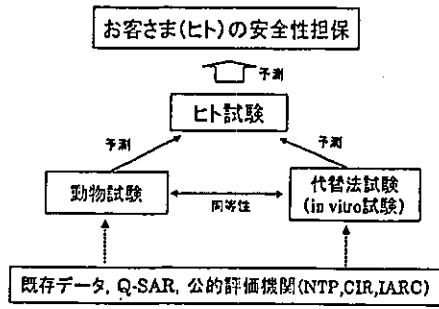 お客さま(ヒト)の安全性担保
予測
ヒト試験
予測
予測
動物試験
同等性
代替法試験
(in vitro試験)
既存データ, Q-SAR, 公的評価機関(NTP,CIR,IARC)